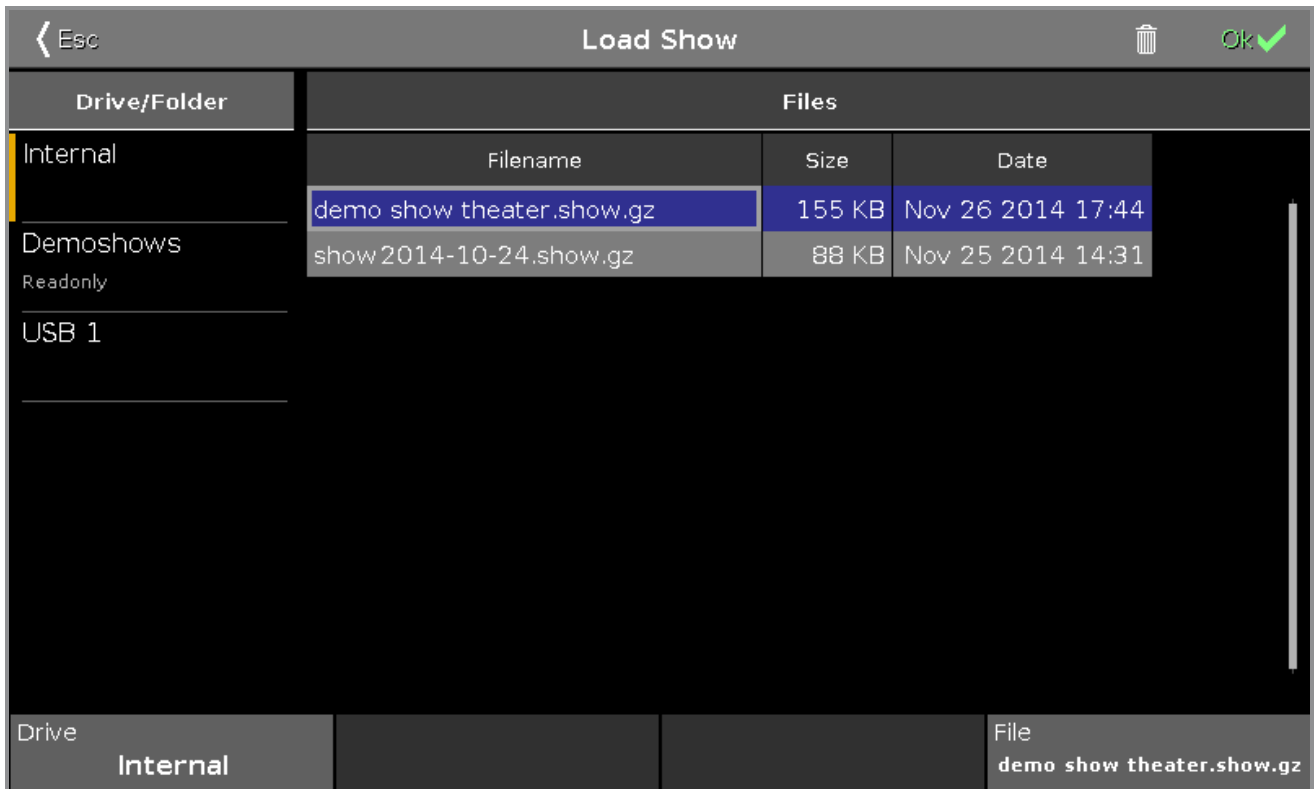 Esc
Load Show
Ok
Drive/Folder
Files
Internal
Demoshows
Readonly
USB 1
Filename Size Date
demo show theater.show.gz 155 KB Nov 26 2014 17:44
show 2014-10-24.show.gz 88 KB Nov 25 2014 14:31
Drive
Internal
File
demo show theater.show.gz